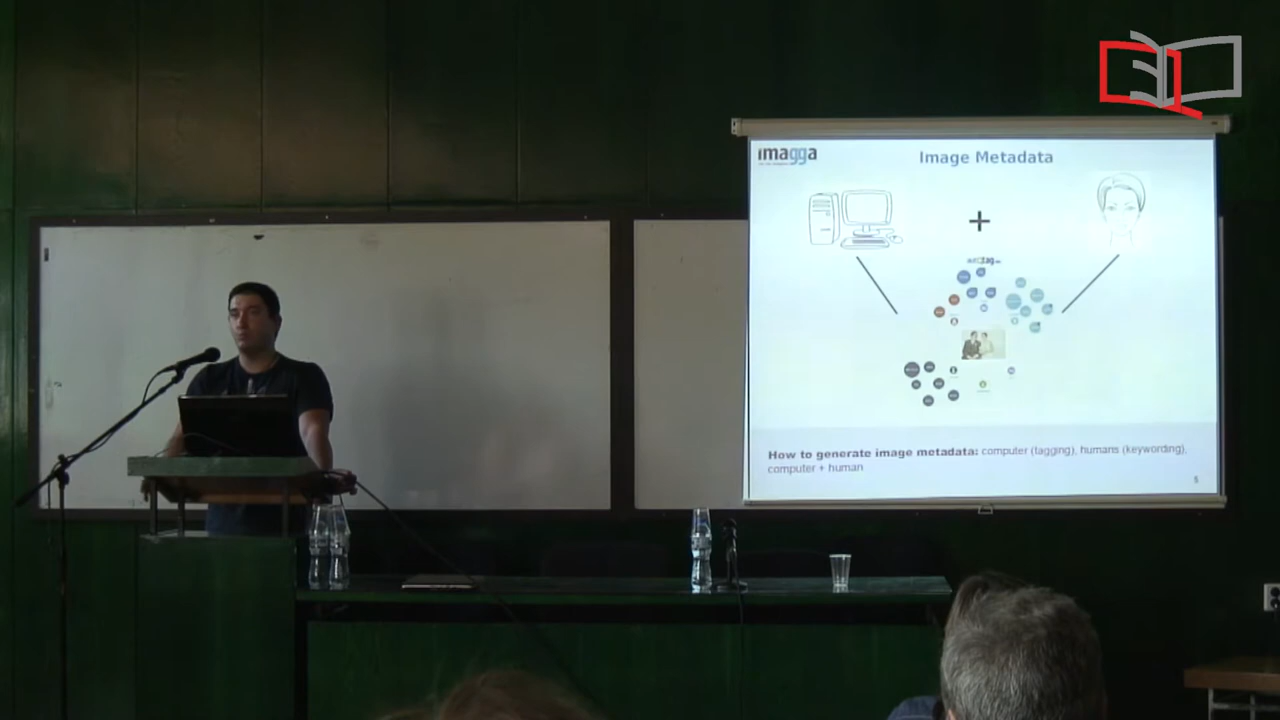 imagga
Image Metadata
+
How to generate image metadata: computer (tagging), humans (keywording),
computer + human
5